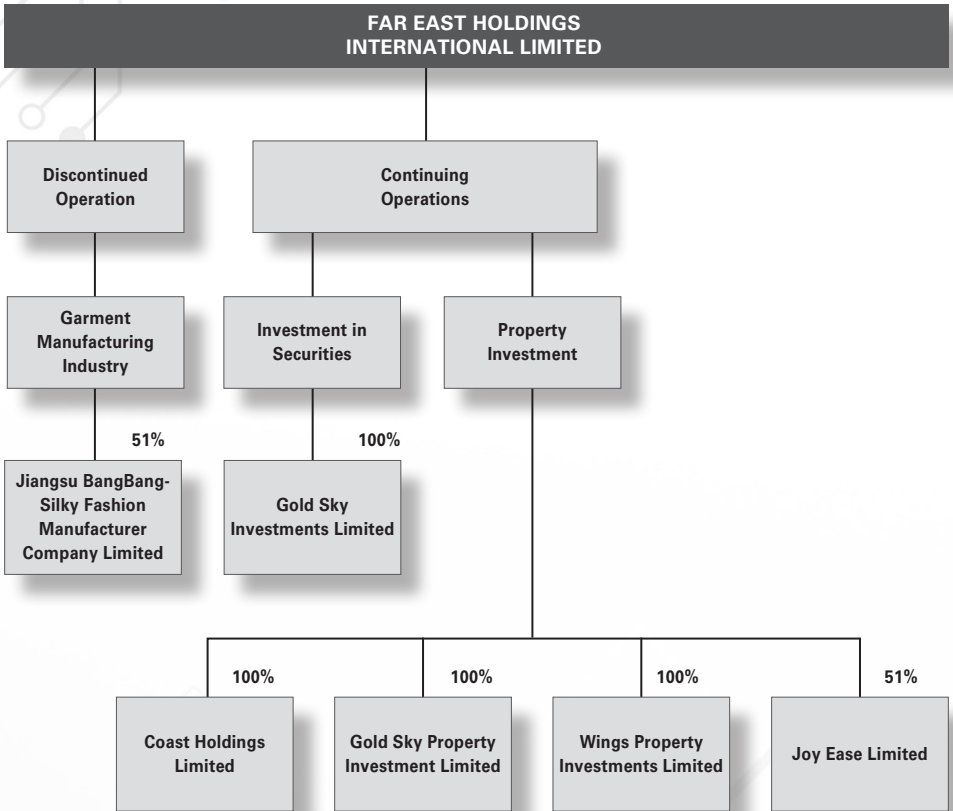 FAR EAST HOLDINGS
INTERNATIONAL LIMITED
Discontinued
Operation
Continuing
Operations
Garment
Manufacturing
Industry
Investment in
Securities
Property
Investment
51%
100%
Jiangsu BangBang-
Silky Fashion
Manufacturer
Company Limited
Gold Sky
Investments Limited
100%
100%
100%
51%
Coast Holdings
Limited
Gold Sky Property
Investment Limited
Wings Property
Investments Limited
Joy Ease Limited